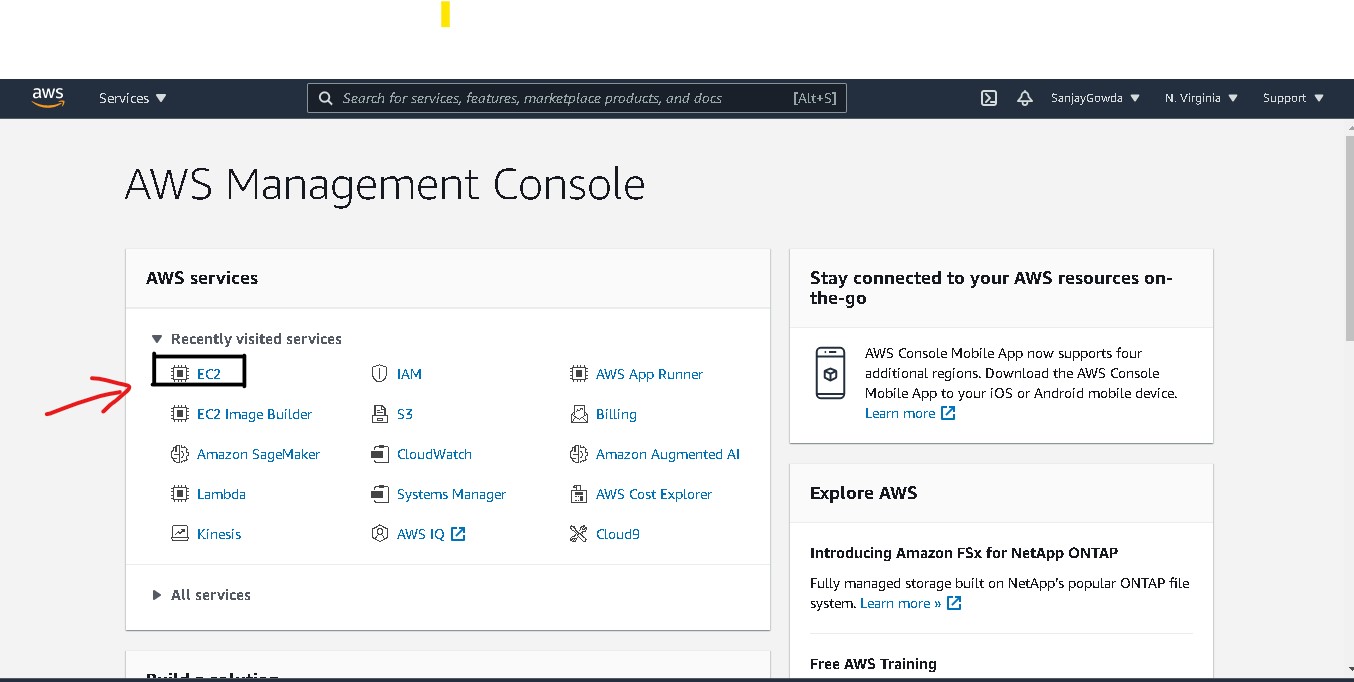 aws Services Search for services, features, marketplace products, and docs [Alt+S] SanjayGowda N. Virginia Support
AWS Management Console
AWS services
Recently visited services
EC2 IAM AWS App Runner
EC2 Image Builder S3 Billing
Amazon SageMaker CloudWatch Amazon Augmented AI
Lambda Systems Manager AWS Cost Explorer
Kinesis AWS IQ Cloud9
All services
Build a solution
Stay connected to your AWS resources on-
the-go
AWS Console Mobile App now supports four
additional regions. Download the AWS Console
Mobile App to your iOS or Android mobile device.
Learn more
Explore AWS
Introducing Amazon FSx for NetApp ONTAP
Fully managed storage built on NetApp's popular ONTAP file
system. Learn more »
Free AWS Training